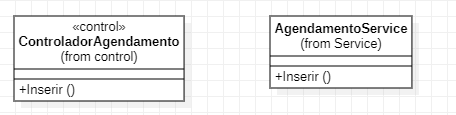 «control»
ControladorAgendamento
(from control)
+Inserir ()
AgendamentoService
(from Service)
+Inserir ()